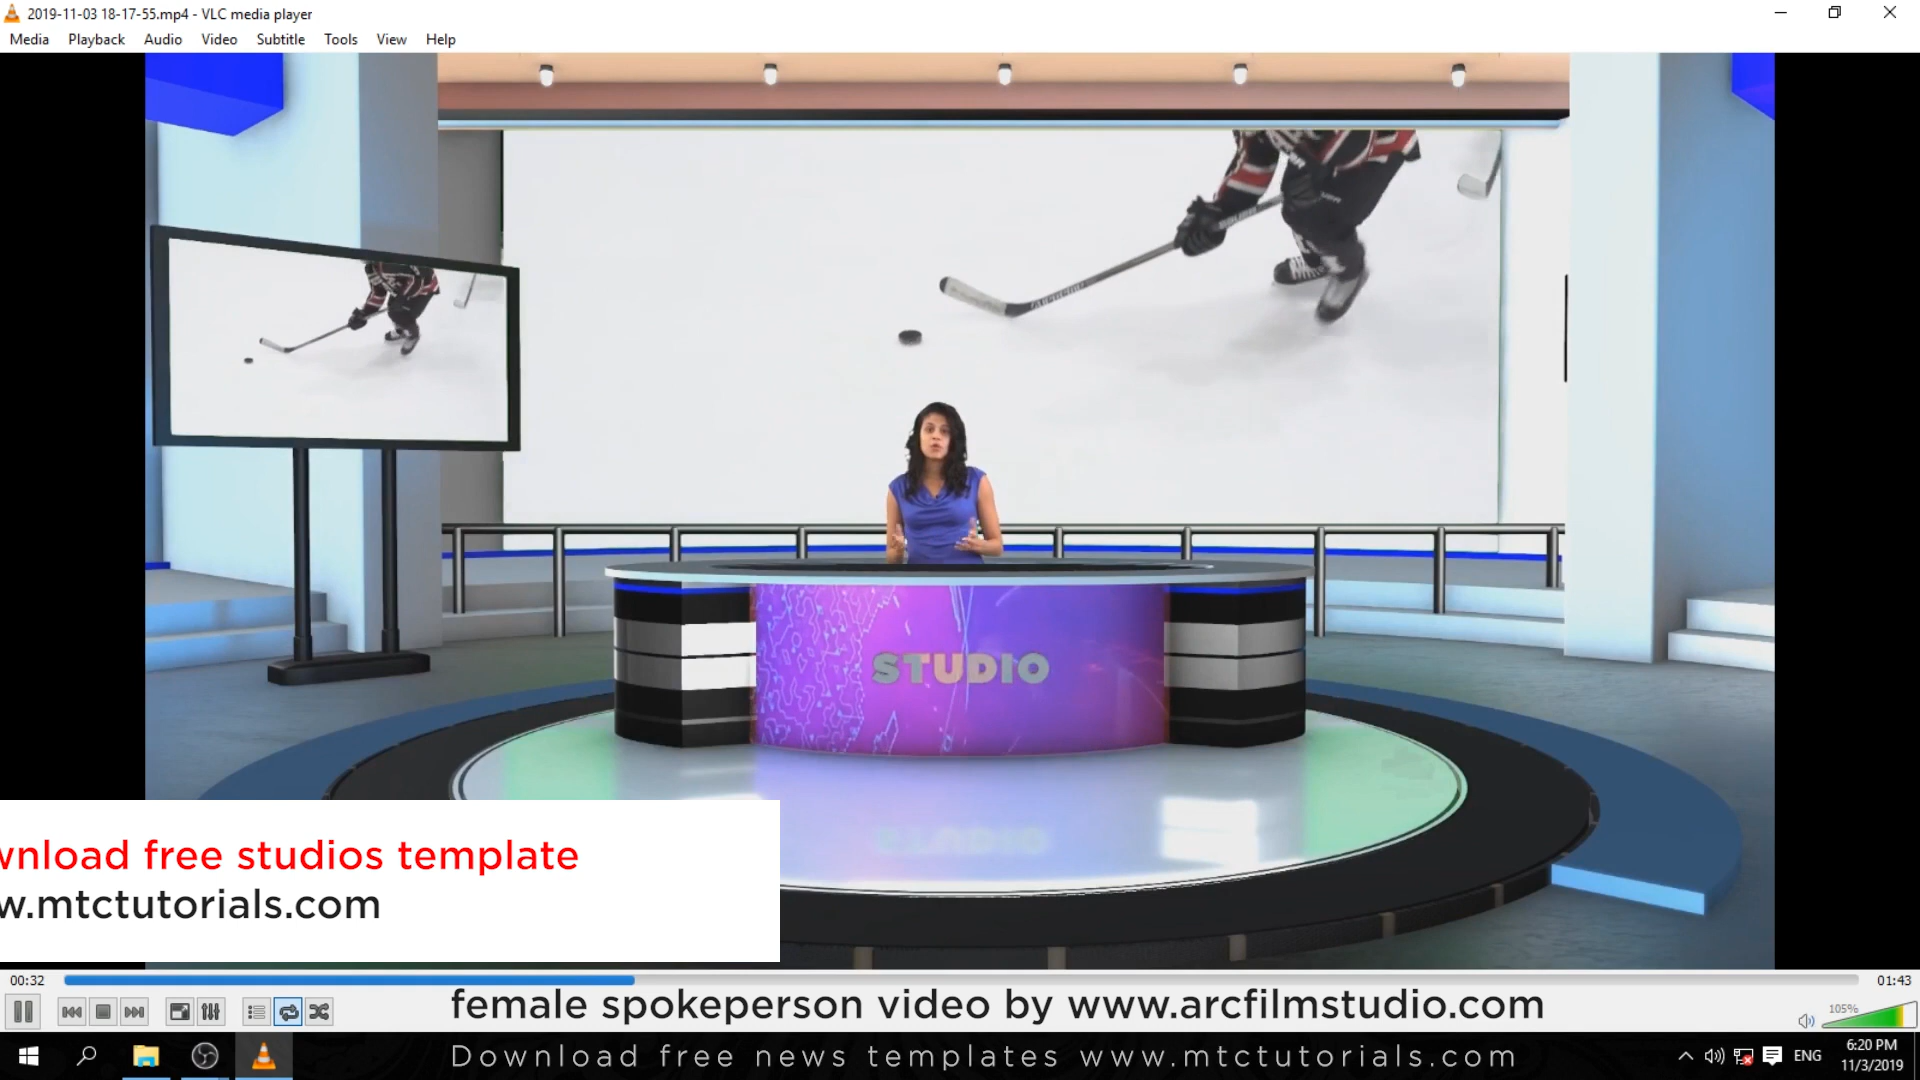 2019-11-03 18-17-55.mp4 - VLC media player
Media Playback Audio Video Subtitle Tools View Help
STUDIO
wnload free studios template
w.mtctutorials.com
00:32
01:43
female spokeperson video by www.arcfilmstudio.com
105%
Download free news templates www.mtctutorials.com
ENG
6:20 PM
11/3/2019